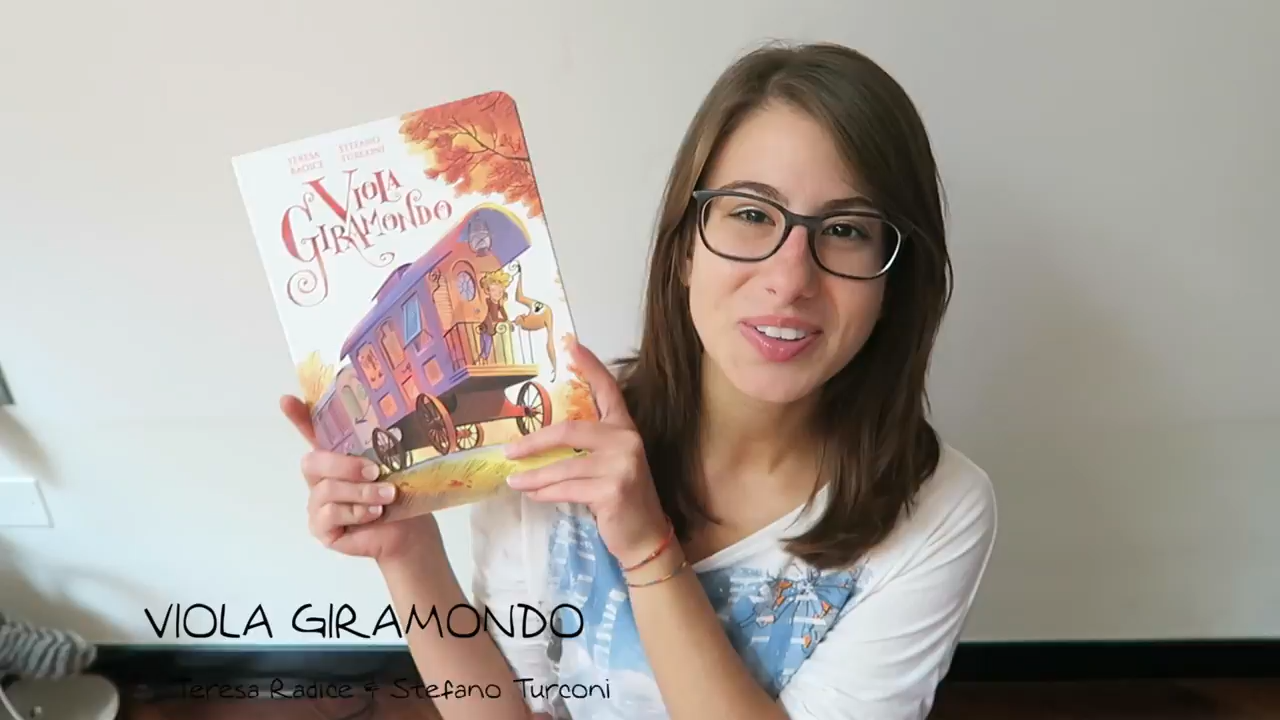 TERESA RADICE
STEFANO TURCONI
VIOLA
GIRAMONDO
VIOLA GIRAMONDO
Teresa Radice & Stefano Turconi